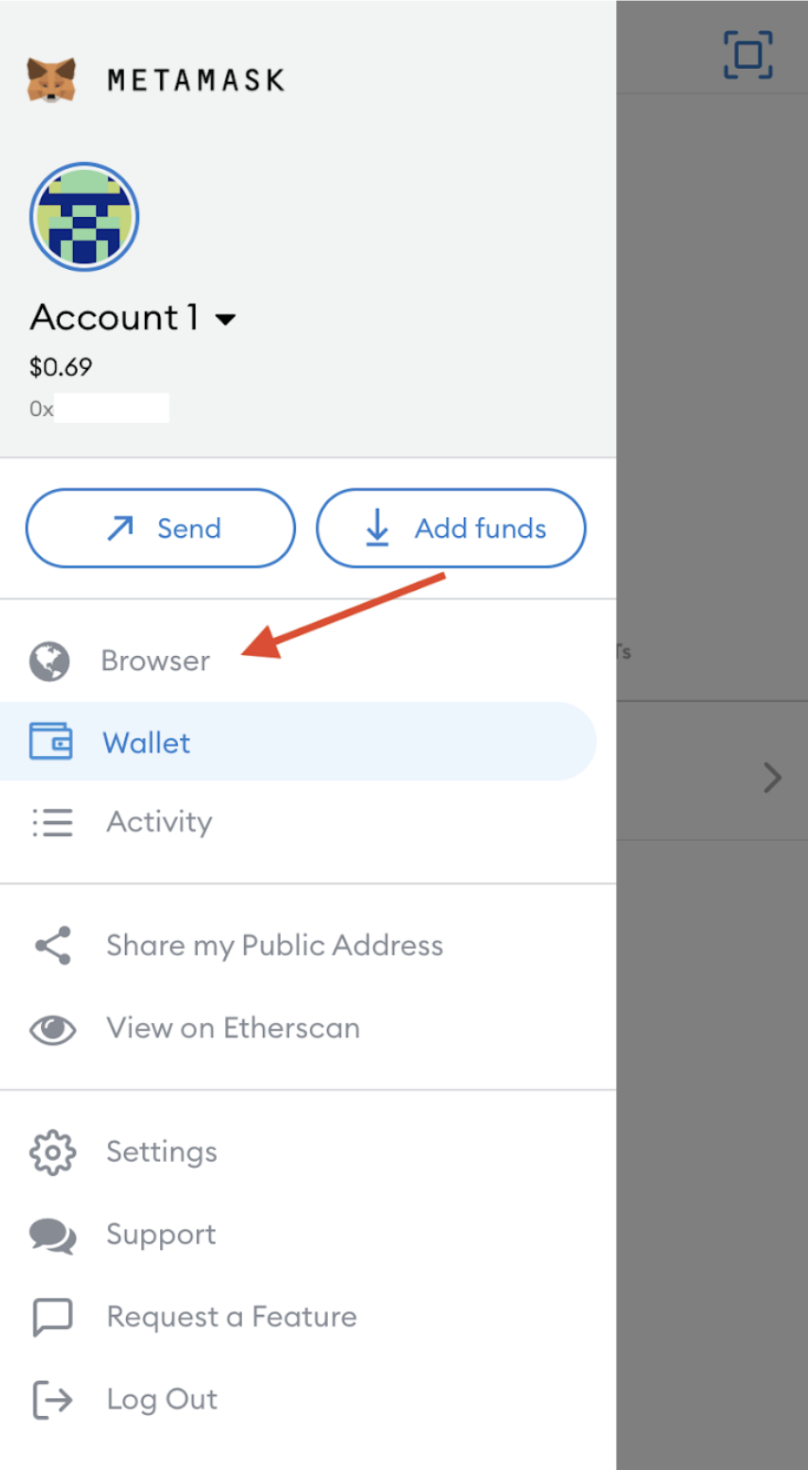 METAMASK
Account 1
$0.69
0x
Send
Add funds
Browser
Ts
Wallet
Activity
Share my Public Address
View on Etherscan
Settings
Support
Request a Feature
Log Out